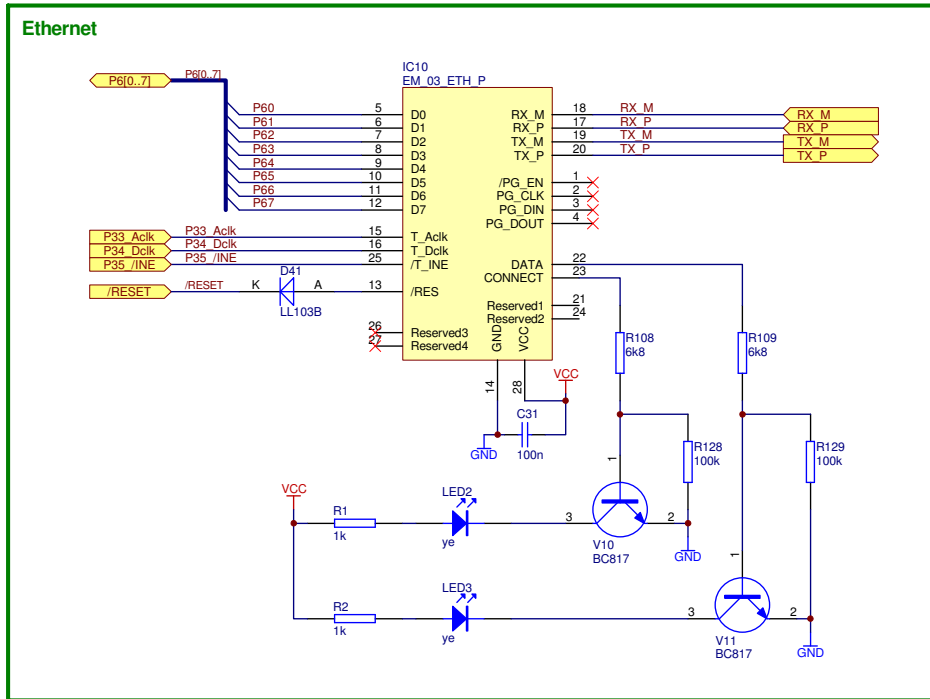 Ethernet
IC10
EM_03_ETH_P
P6[0..7]
P6[0..7]
P60 5 D0 RX_M 18 RX_M RX_M
P61 6 D1 RX_P 17 RX_P RX_P
P62 7 D2 TX_M 19 TX_M TX_M
P63 8 D3 TX_P 20 TX_P TX_P
P64 9 D4
P65 10 D5 /PG_EN 1
P66 11 D6 PG_CLK 2
P67 12 D7 PG_DIN 3
PG_DOUT 4
P33_Aclk P33_Aclk 15 T_Aclk
P34_Dclk P34_Dclk 16 T_Dclk
P35_/INE P35_/INE 25 /T_INE DATA 22
CONNECT 23
D41
/RESET /RESET K A 13 /RES
LL103B
Reserved1 21
Reserved2 24
26 Reserved3
27 Reserved4
GND VCC
14 28
R108
6k8
R109
6k8
VCC
C31
100n
GND
R128
100k
R129
100k
1
VCC
R1
1k
LED2
ye
3 2
V10
BC817
GND
1
R2
1k
LED3
ye
3 2
V11
BC817
GND